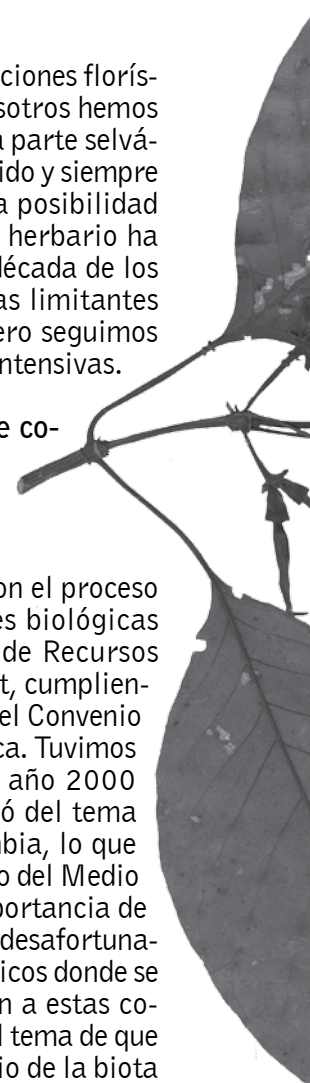 ciones florís-
sotros hemos
a parte selvá-
ido y siempre
a posibilidad
herbario ha
década de los
as limitantes
ero seguimos
ntensivas.
e co-
on el proceso
es biológicas
de Recursos
t, cumplien-
el Convenio
ca. Tuvimos
año 2000
ó del tema
bia, lo que
o del Medio
portancia de
desafortuna-
icos donde se
n a estas co-
l tema de que
io de la biota